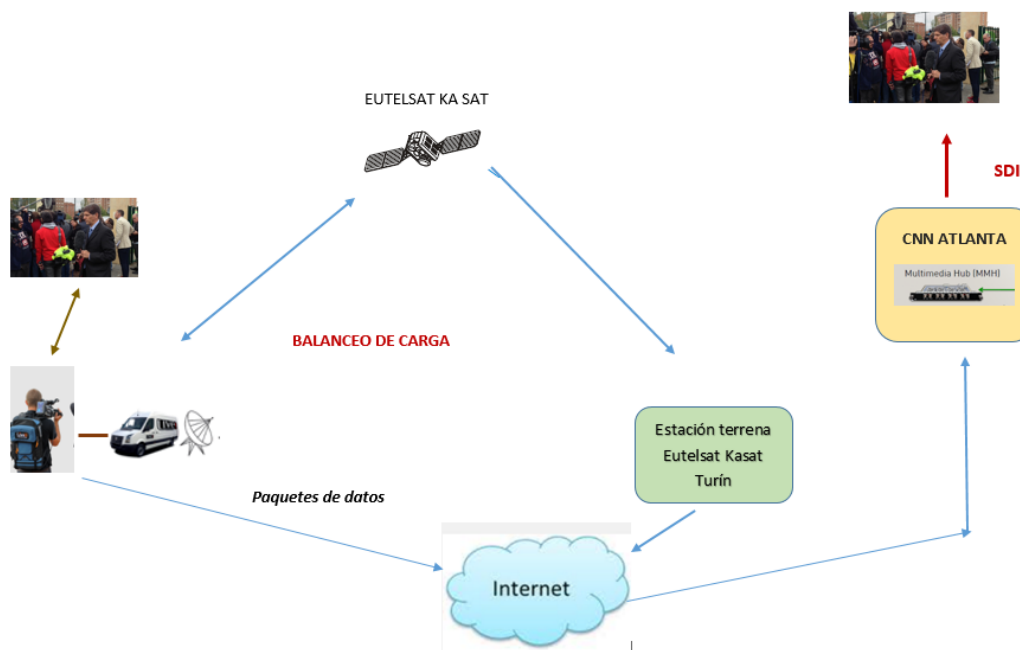 EUTELSAT KA SAT
SDI
CNN ATLANTA
Multimedia Hub (MMH)
BALANCEO DE CARGA
Estación terrena
Eutelsat Kasat
Turín
Paquetes de datos
Internet